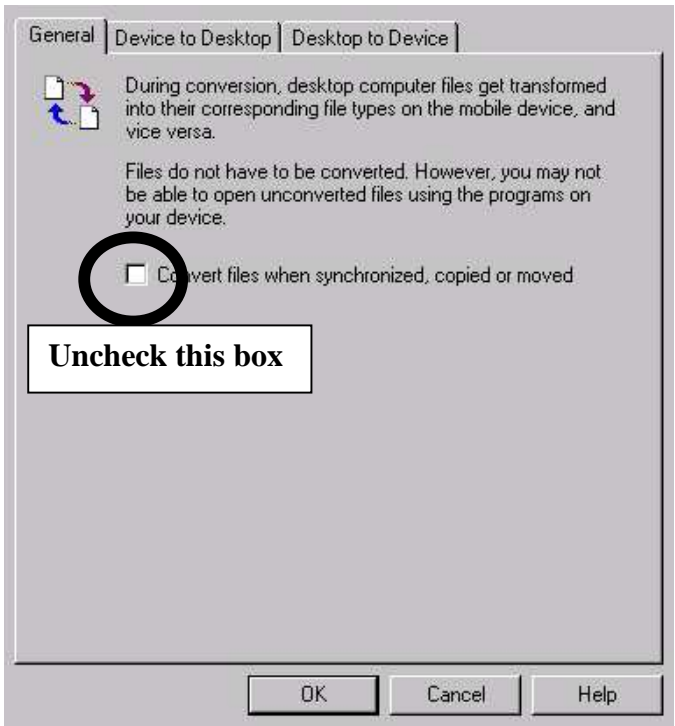 General Device to Desktop Desktop to Device
During conversion, desktop computer files get transformed
into their corresponding file types on the mobile device, and
vice versa.
Files do not have to be converted. However, you may not
be able to open unconverted files using the programs on
your device.
Convert files when synchronized, copied or moved
Uncheck this box
OK Cancel Help